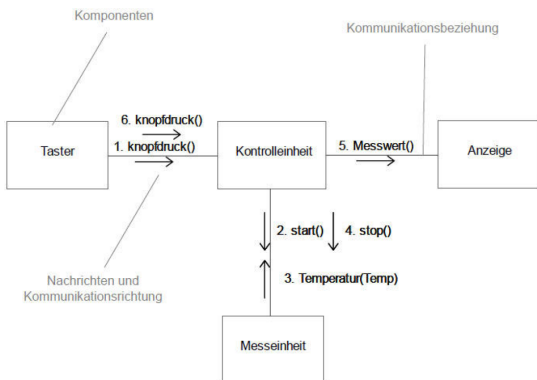 Komponenten
Kommunikationsbeziehung
6. knopfdruck()
1. knopfdruck()
Taster
Kontrolleinheit
5. Messwert()
Anzeige
2. start()
4. stop()
3. Temperatur(Temp)
Nachrichten und
Kommunikationsrichtung
Messeinheit